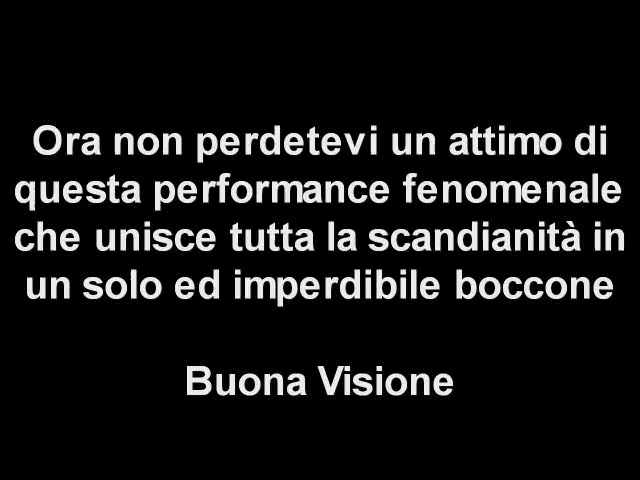 Ora non perdetevi un attimo di
questa performance fenomenale
che unisce tutta la scandianità in
un solo ed imperdibile boccone
Buona Visione